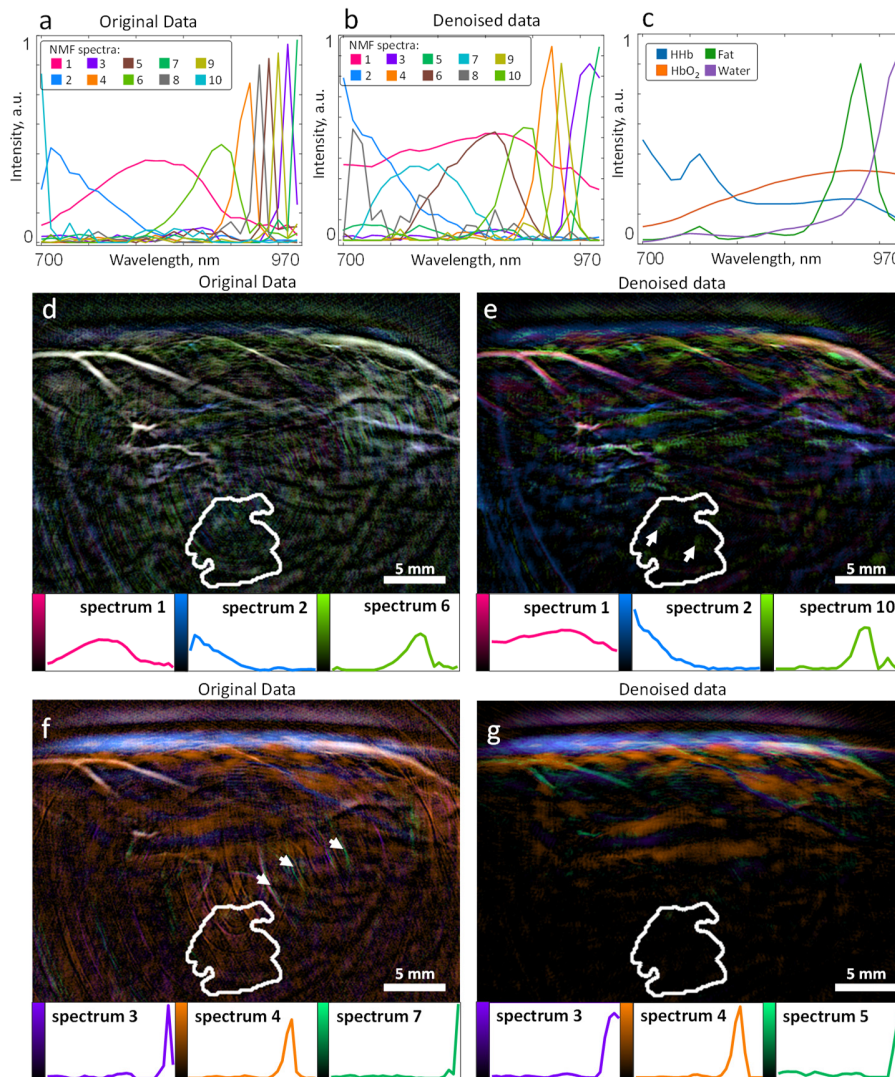 a Original Data
b Denoised data
c
1
Intensity, a.u.
0
NMF spectra:
1 3 5 7 9
2 4 6 8 10
700 Wavelength, nm 970
1
Intensity, a.u.
0
NMF spectra:
1 3 5 7 9
2 4 6 8 10
700 Wavelength, nm 970
1
Intensity, a.u.
0
HHb Fat
HbO2 Water
700 Wavelength, nm 970
Original Data
Denoised data
d
5 mm
e
5 mm
spectrum 1 spectrum 2 spectrum 6
spectrum 1 spectrum 2 spectrum 10
Original Data
Denoised data
f
5 mm
g
5 mm
spectrum 3 spectrum 4 spectrum 7
spectrum 3 spectrum 4 spectrum 5